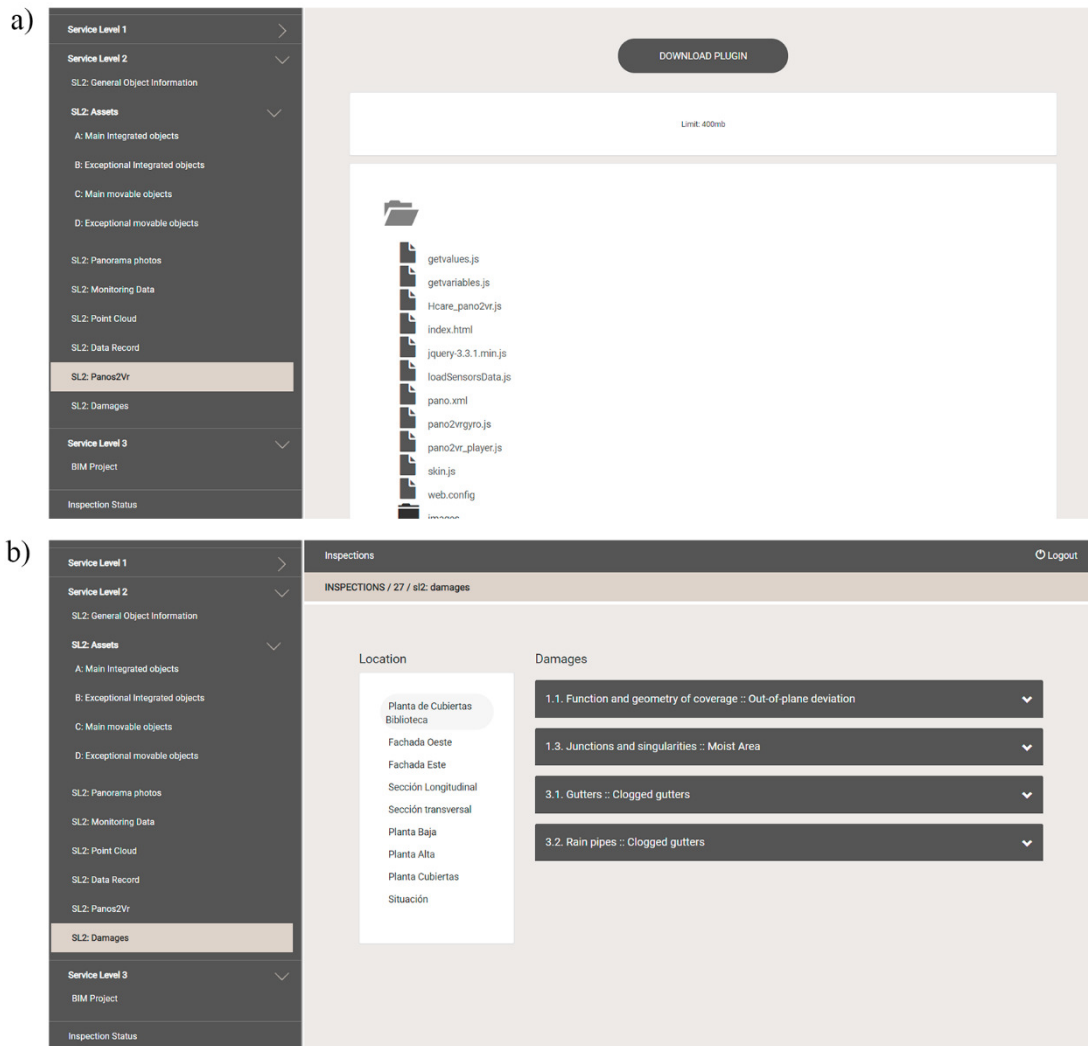 a)
Service Level 1
Service Level 2
SL2: General Object Information
SL2: Assets
A: Main Integrated objects
B: Exceptional Integrated objects
C: Main movable objects
D: Exceptional movable objects
SL2: Panorama photos
SL2: Monitoring Data
SL2: Point Cloud
SL2: Data Record
SL2: Panos2Vr
SL2: Damages
Service Level 3
BIM Project
Inspection Status
DOWNLOAD PLUGIN
Limit: 400mb
getvalues.js
getvariables.js
Hcare_pano2vr.js
index.html
jquery-3.3.1.min.js
loadSensorsData.js
pano.xml
pano2vrgyro.js
pano2vr_player.js
skin.js
web.config
images
b)
Service Level 1
Service Level 2
SL2: General Object Information
SL2: Assets
A: Main Integrated objects
B: Exceptional Integrated objects
C: Main movable objects
D: Exceptional movable objects
SL2: Panorama photos
SL2: Monitoring Data
SL2: Point Cloud
SL2: Data Record
SL2: Panos2Vr
SL2: Damages
Service Level 3
BIM Project
Inspection Status
Inspections
Logout
INSPECTIONS / 27 / sl2: damages
Location
Planta de Cubiertas
Biblioteca
Fachada Oeste
Fachada Este
Sección Longitudinal
Sección transversal
Planta Baja
Planta Alta
Planta Cubiertas
Situación
Damages
1.1. Function and geometry of coverage :: Out-of-plane deviation
1.3. Junctions and singularities :: Moist Area
3.1. Gutters :: Clogged gutters
3.2. Rain pipes :: Clogged gutters